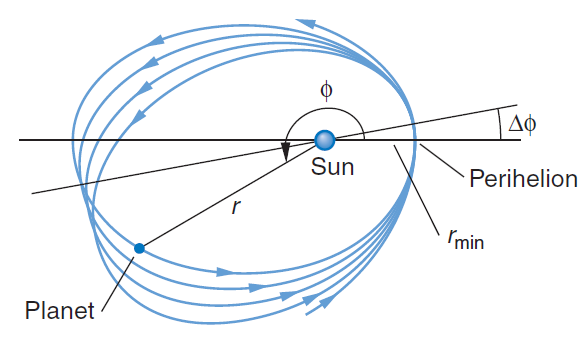 ϕ
Δϕ
Sun
Perihelion
r
rmin
Planet